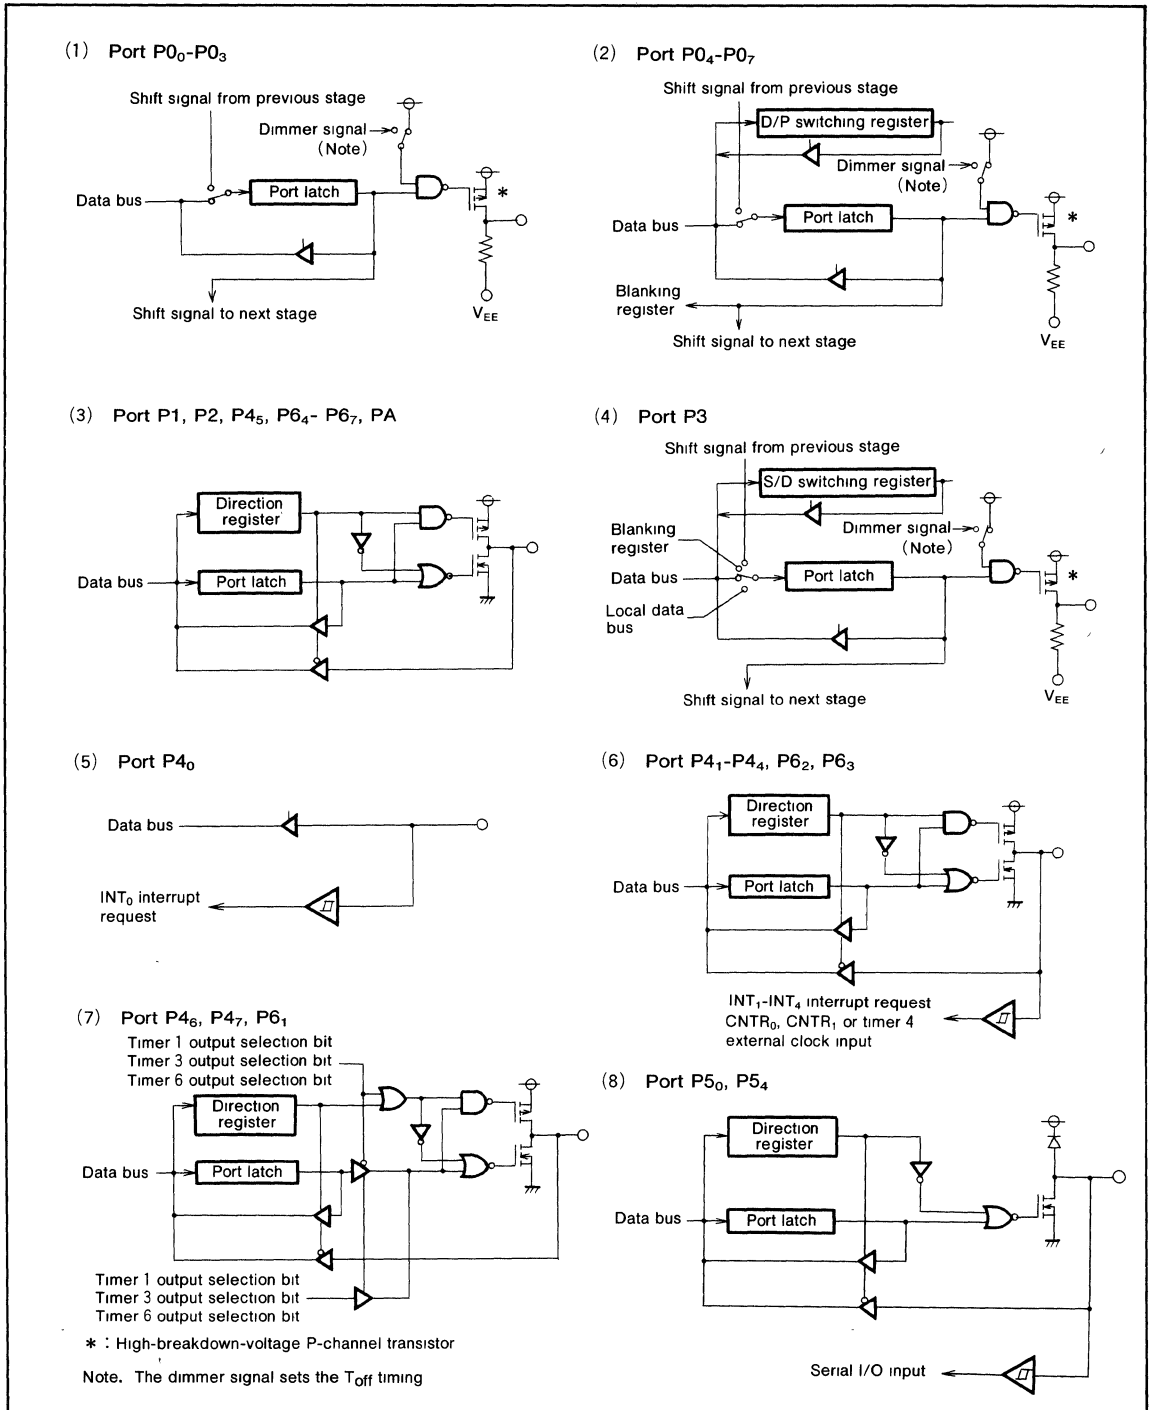 (1) Port P0₀-P0₃
Shift signal from previous stage
Dimmer signal
(Note)
Data bus
Port latch
*
Shift signal to next stage
VEE
(2) Port P0₄-P0₇
Shift signal from previous stage
D/P switching register
Dimmer signal
(Note)
Data bus
Port latch
*
Blanking
register
Shift signal to next stage
VEE
(3) Port P1, P2, P4₅, P6₄- P6₇, PA
Direction
register
Data bus
Port latch
(4) Port P3
Shift signal from previous stage
S/D switching register
Blanking
register
Dimmer signal
(Note)
Data bus
Port latch
*
Local data
bus
Shift signal to next stage
VEE
(5) Port P4₀
Data bus
INT₀ interrupt
request
(6) Port P4₁-P4₄, P6₂, P6₃
Direction
register
Data bus
Port latch
INT₁-INT₄ interrupt request
CNTR₀, CNTR₁ or timer 4
external clock input
(7) Port P4₆, P4₇, P6₁
Timer 1 output selection bit
Timer 3 output selection bit
Timer 6 output selection bit
Direction
register
Data bus
Port latch
Timer 1 output selection bit
Timer 3 output selection bit
Timer 6 output selection bit
(8) Port P5₀, P5₄
Direction
register
Data bus
Port latch
Serial I/O input
* : High-breakdown-voltage P-channel transistor
Note. The dimmer signal sets the Toff timing